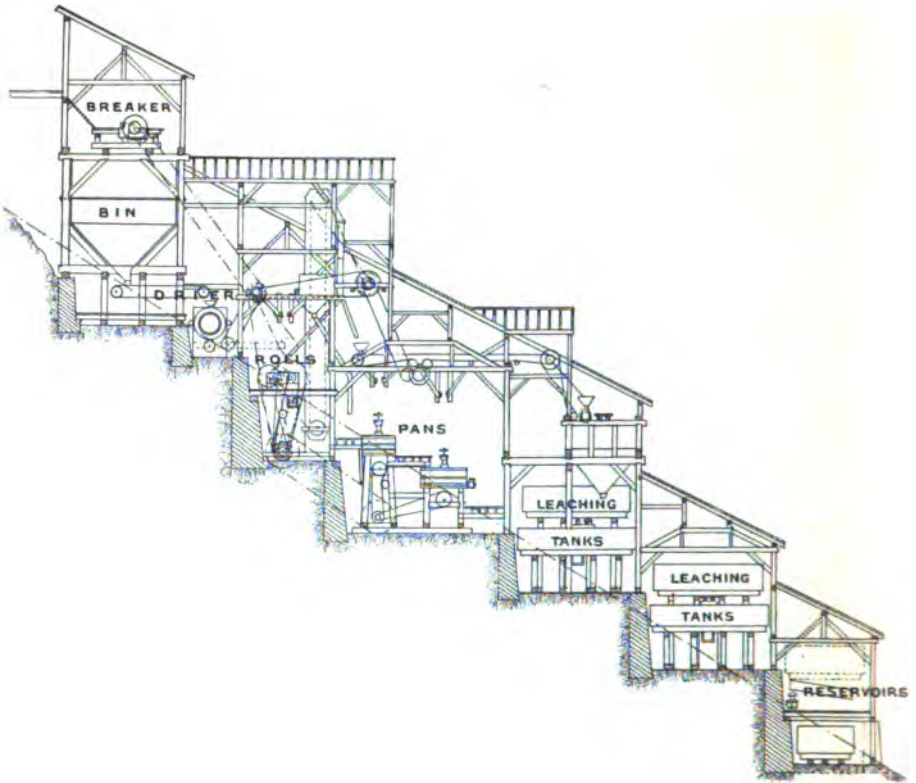 BREAKER
BIN
DRIER
ROLLS
PANS
LEACHING
TANKS
LEACHING
TANKS
RESERVOIRS